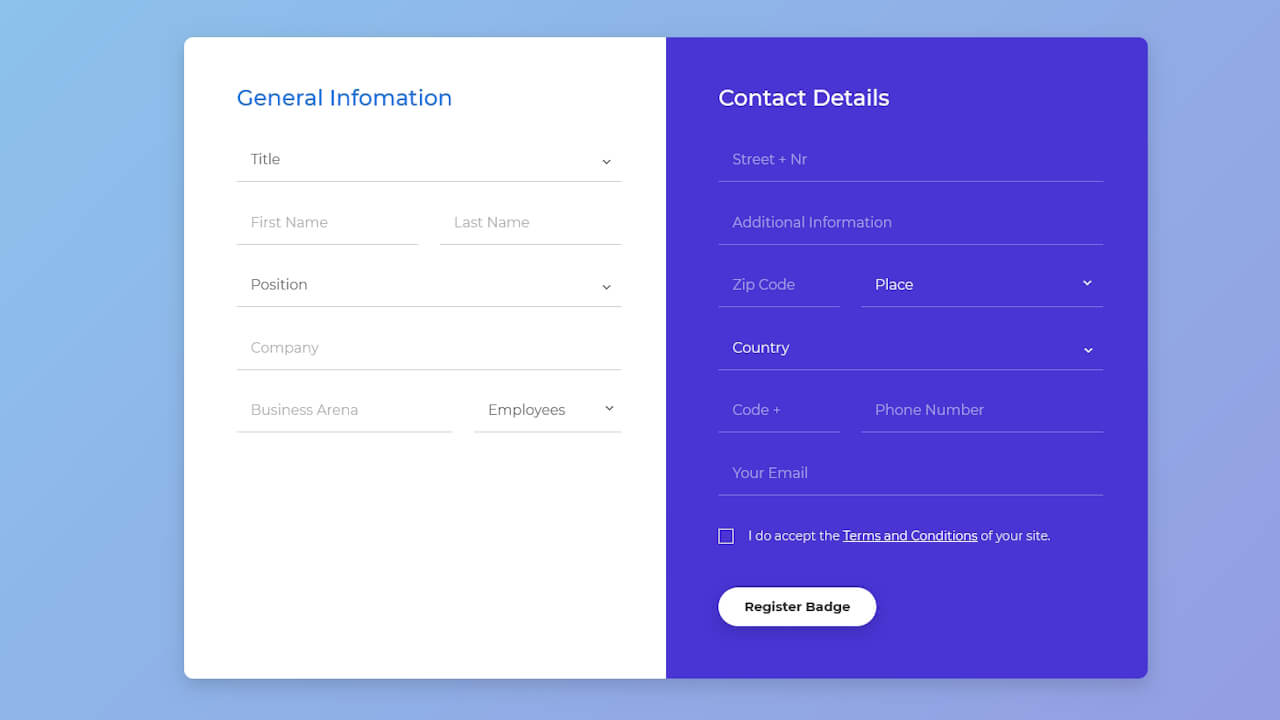 General Infomation
Title
First Name Last Name
Position
Company
Business Arena Employees
Contact Details
Street + Nr
Additional Information
Zip Code Place
Country
Code + Phone Number
Your Email
I do accept the Terms and Conditions of your site.
Register Badge